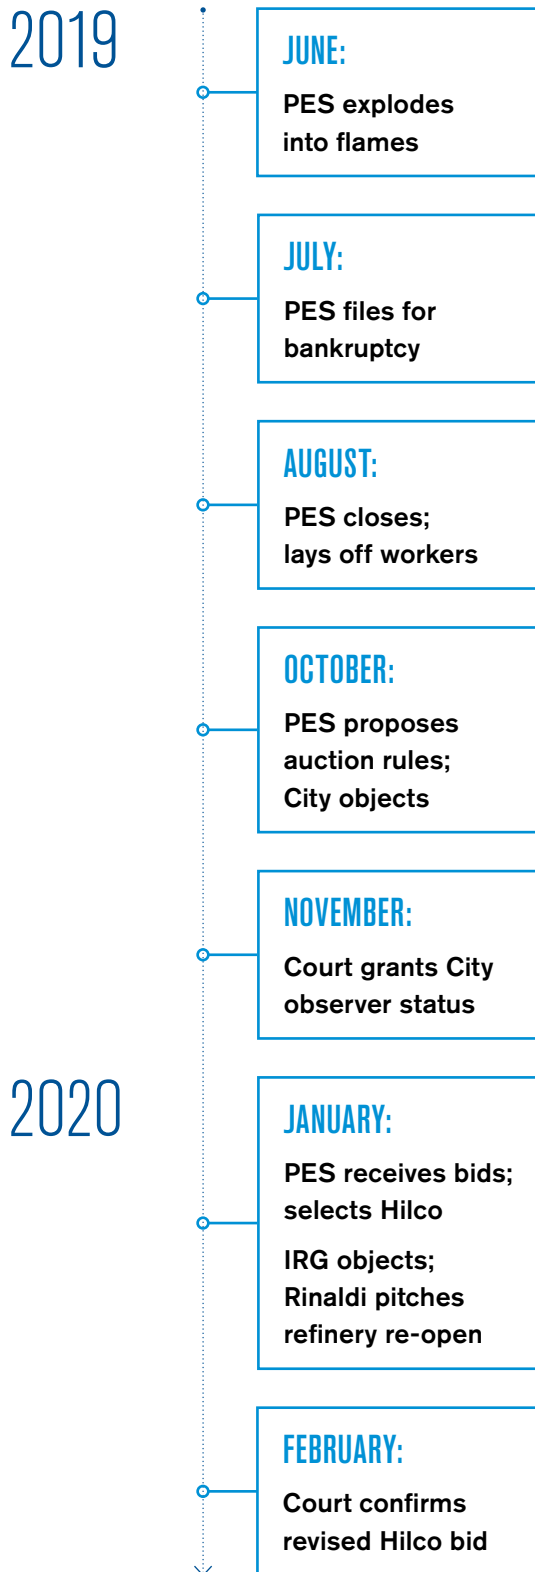 2019
JUNE:
PES explodes
into flames
JULY:
PES files for
bankruptcy
AUGUST:
PES closes;
lays off workers
OCTOBER:
PES proposes
auction rules;
City objects
NOVEMBER:
Court grants City
observer status
2020
JANUARY:
PES receives bids;
selects Hilco
IRG objects;
Rinaldi pitches
refinery re-open
FEBRUARY:
Court confirms
revised Hilco bid